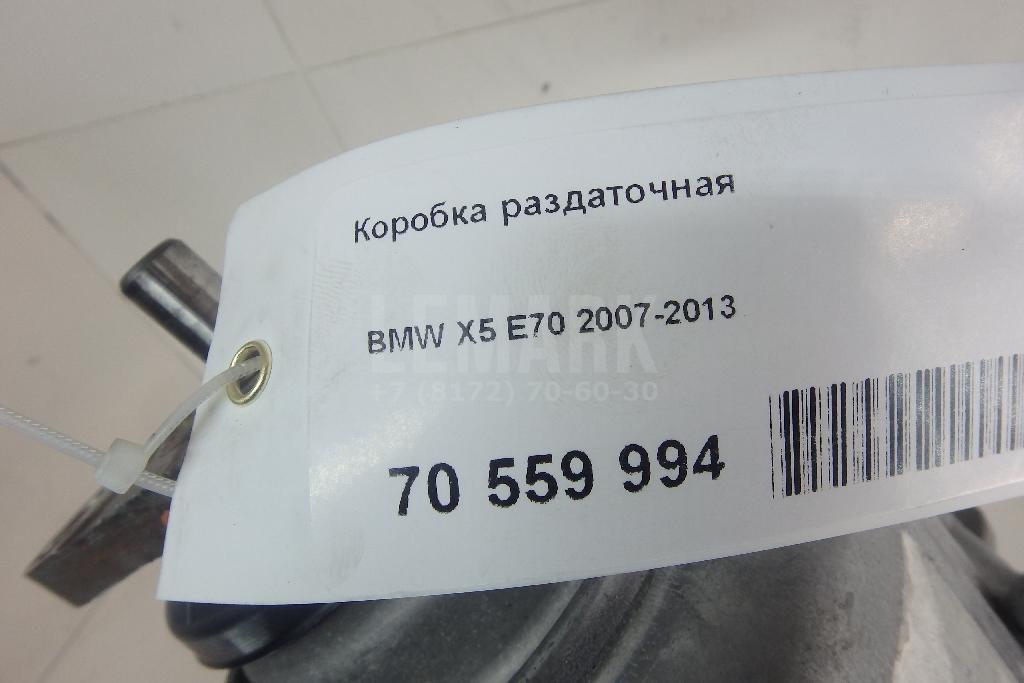 Коробка раздаточная
BMW X5 E70 2007-2013
LEMARK
+7 (8172) 70-60-30
70 559 994